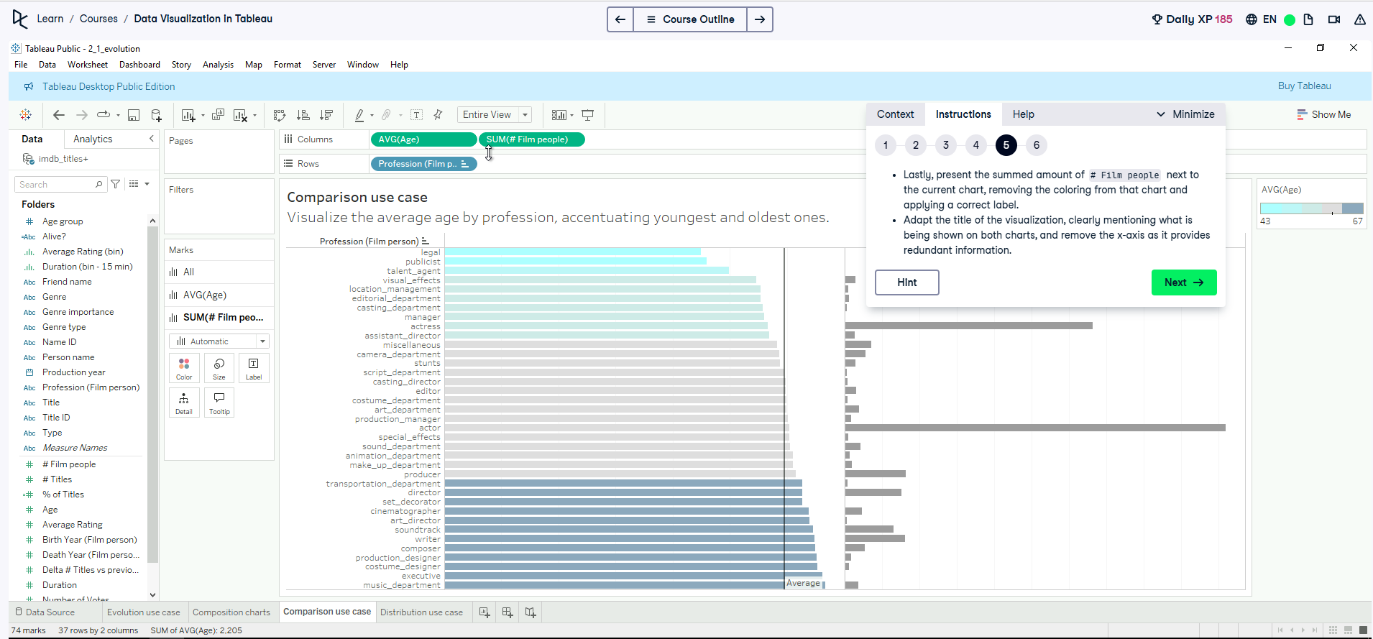 Learn / Courses / Data Visualization in Tableau
Course Outline
Daily XP 185
EN
Tableau Public - 2_1_evolution
File Data Worksheet Dashboard Story Analysis Map Format Server Window Help
Tableau Desktop Public Edition
Buy Tableau
Entire View
Show Me
Data
Analytics
imdb_titles+
Search
Folders
Age group
Alive?
Average Rating (bin)
Duration (bin - 15 min)
Friend name
Genre
Genre importance
Genre type
Name ID
Person name
Production year
Profession (Film person)
Title
Title ID
Type
Measure Names
# Film people
# Titles
% of Titles
Age
Average Rating
Birth Year (Film person)
Death Year (Film perso...
Delta # Titles vs previo...
Duration
Number of Votes
Pages
Filters
Marks
All
AVG(Age)
SUM(# Film peo...
Automatic
Color
Size
Label
Detail
Tooltip
Columns
AVG(Age)
SUM(# Film people)
Rows
Profession (Film p..
Comparison use case
Visualize the average age by profession, accentuating youngest and oldest ones.
Profession (Film person)
legal
publicist
talent_agent
visual_effects
location_management
editorial_department
casting_department
manager
actress
assistant_director
miscellaneous
camera_department
stunts
script_department
casting_director
editor
costume_department
art_department
production_manager
actor
special_effects
sound_department
animation_department
make_up_department
producer
transportation_department
director
set_decorator
cinematographer
art_director
soundtrack
writer
composer
production_designer
costume_designer
executive
music_department
Average
Context
Instructions
Help
Minimize
1 2 3 4 5 6
• Lastly, present the summed amount of # Film people next to
the current chart, removing the coloring from that chart and
applying a correct label.
• Adapt the title of the visualization, clearly mentioning what is
being shown on both charts, and remove the x-axis as it provides
redundant information.
Hint
Next
AVG(Age)
43 67
Data Source
Evolution use case
Composition charts
Comparison use case
Distribution use case
74 marks 37 rows by 2 columns SUM of AVG(Age): 2,205